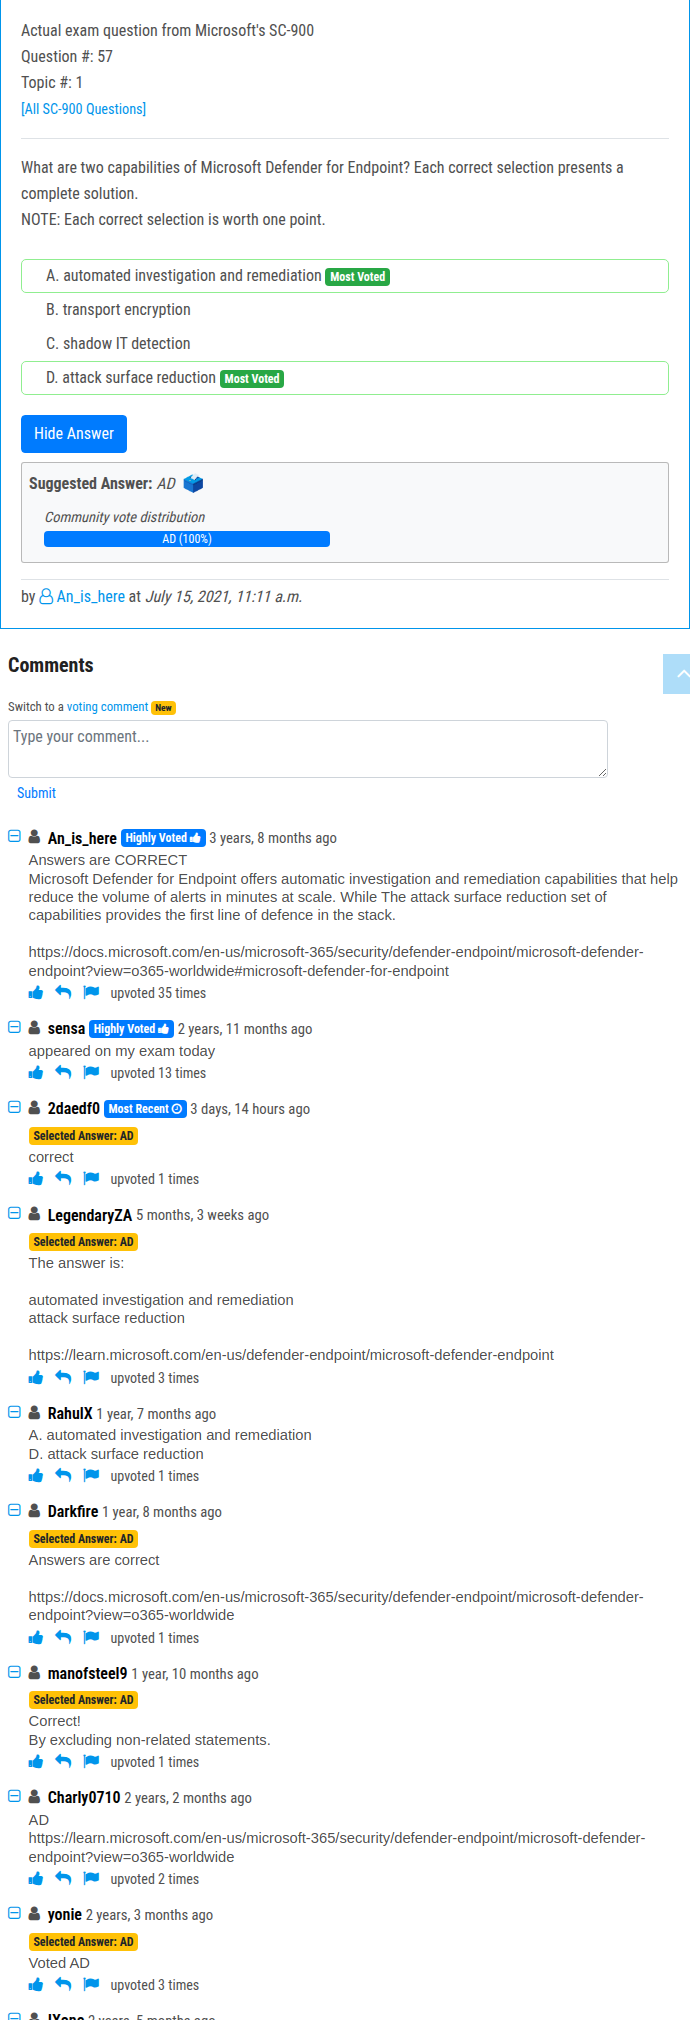 Actual exam question from Microsoft's SC-900
Question #: 57
Topic #: 1
[All SC-900 Questions]
What are two capabilities of Microsoft Defender for Endpoint? Each correct selection presents a
complete solution.
NOTE: Each correct selection is worth one point.
A. automated investigation and remediation Most Voted
B. transport encryption
C. shadow IT detection
D. attack surface reduction Most Voted
Hide Answer
Suggested Answer: AD
Community vote distribution
AD (100%)
by An_is_here at July 15, 2021, 11:11 a.m.
Comments
Switch to a voting comment New
Type your comment...
Submit
An_is_here Highly Voted 3 years, 8 months ago
Answers are CORRECT
Microsoft Defender for Endpoint offers automatic investigation and remediation capabilities that help
reduce the volume of alerts in minutes at scale. While The attack surface reduction set of
capabilities provides the first line of defence in the stack.
https://docs.microsoft.com/en-us/microsoft-365/security/defender-endpoint/microsoft-defender-
endpoint?view=o365-worldwide#microsoft-defender-for-endpoint
upvoted 35 times
sensa Highly Voted 2 years, 11 months ago
appeared on my exam today
upvoted 13 times
2daedf0 Most Recent 3 days, 14 hours ago
Selected Answer: AD
correct
upvoted 1 times
LegendaryZA 5 months, 3 weeks ago
Selected Answer: AD
The answer is:
automated investigation and remediation
attack surface reduction
https://learn.microsoft.com/en-us/defender-endpoint/microsoft-defender-endpoint
upvoted 3 times
RahulX 1 year, 7 months ago
A. automated investigation and remediation
D. attack surface reduction
upvoted 1 times
Darkfire 1 year, 8 months ago
Selected Answer: AD
Answers are correct
https://docs.microsoft.com/en-us/microsoft-365/security/defender-endpoint/microsoft-defender-
endpoint?view=o365-worldwide
upvoted 1 times
manofsteel9 1 year, 10 months ago
Selected Answer: AD
Correct!
By excluding non-related statements.
upvoted 1 times
Charly0710 2 years, 2 months ago
AD
https://learn.microsoft.com/en-us/microsoft-365/security/defender-endpoint/microsoft-defender-
endpoint?view=o365-worldwide
upvoted 2 times
yonie 2 years, 3 months ago
Selected Answer: AD
Voted AD
upvoted 3 times